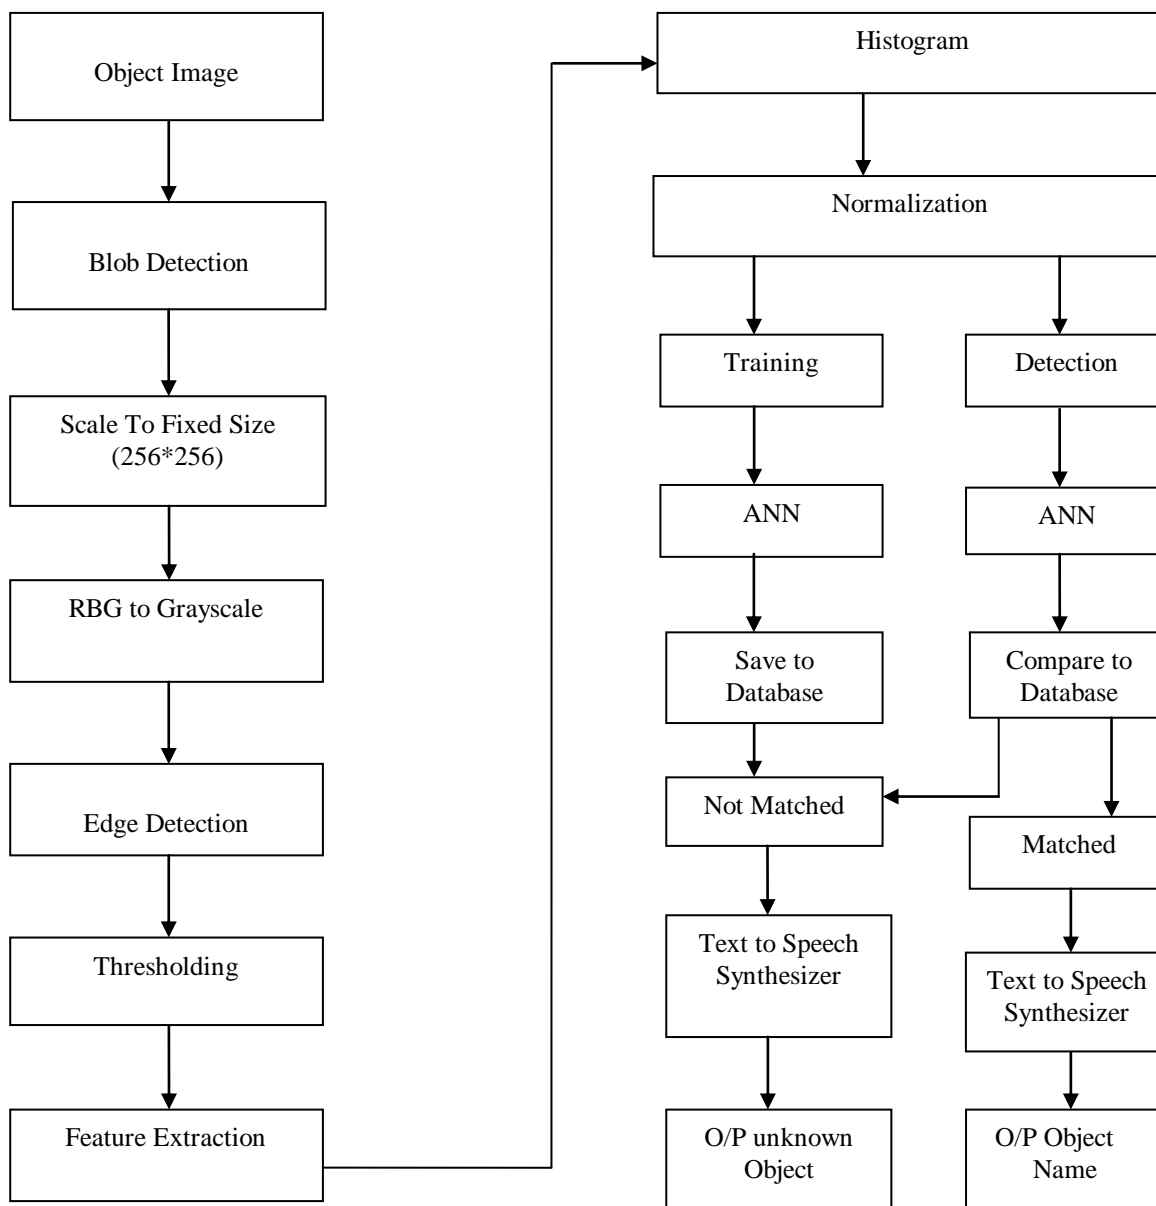 Object Image
Blob Detection
Scale To Fixed Size
(256*256)
RBG to Grayscale
Edge Detection
Thresholding
Feature Extraction
Histogram
Normalization
Training
ANN
Save to
Database
Not Matched
Text to Speech
Synthesizer
O/P unknown
Object
Detection
ANN
Compare to
Database
Matched
Text to Speech
Synthesizer
O/P Object
Name